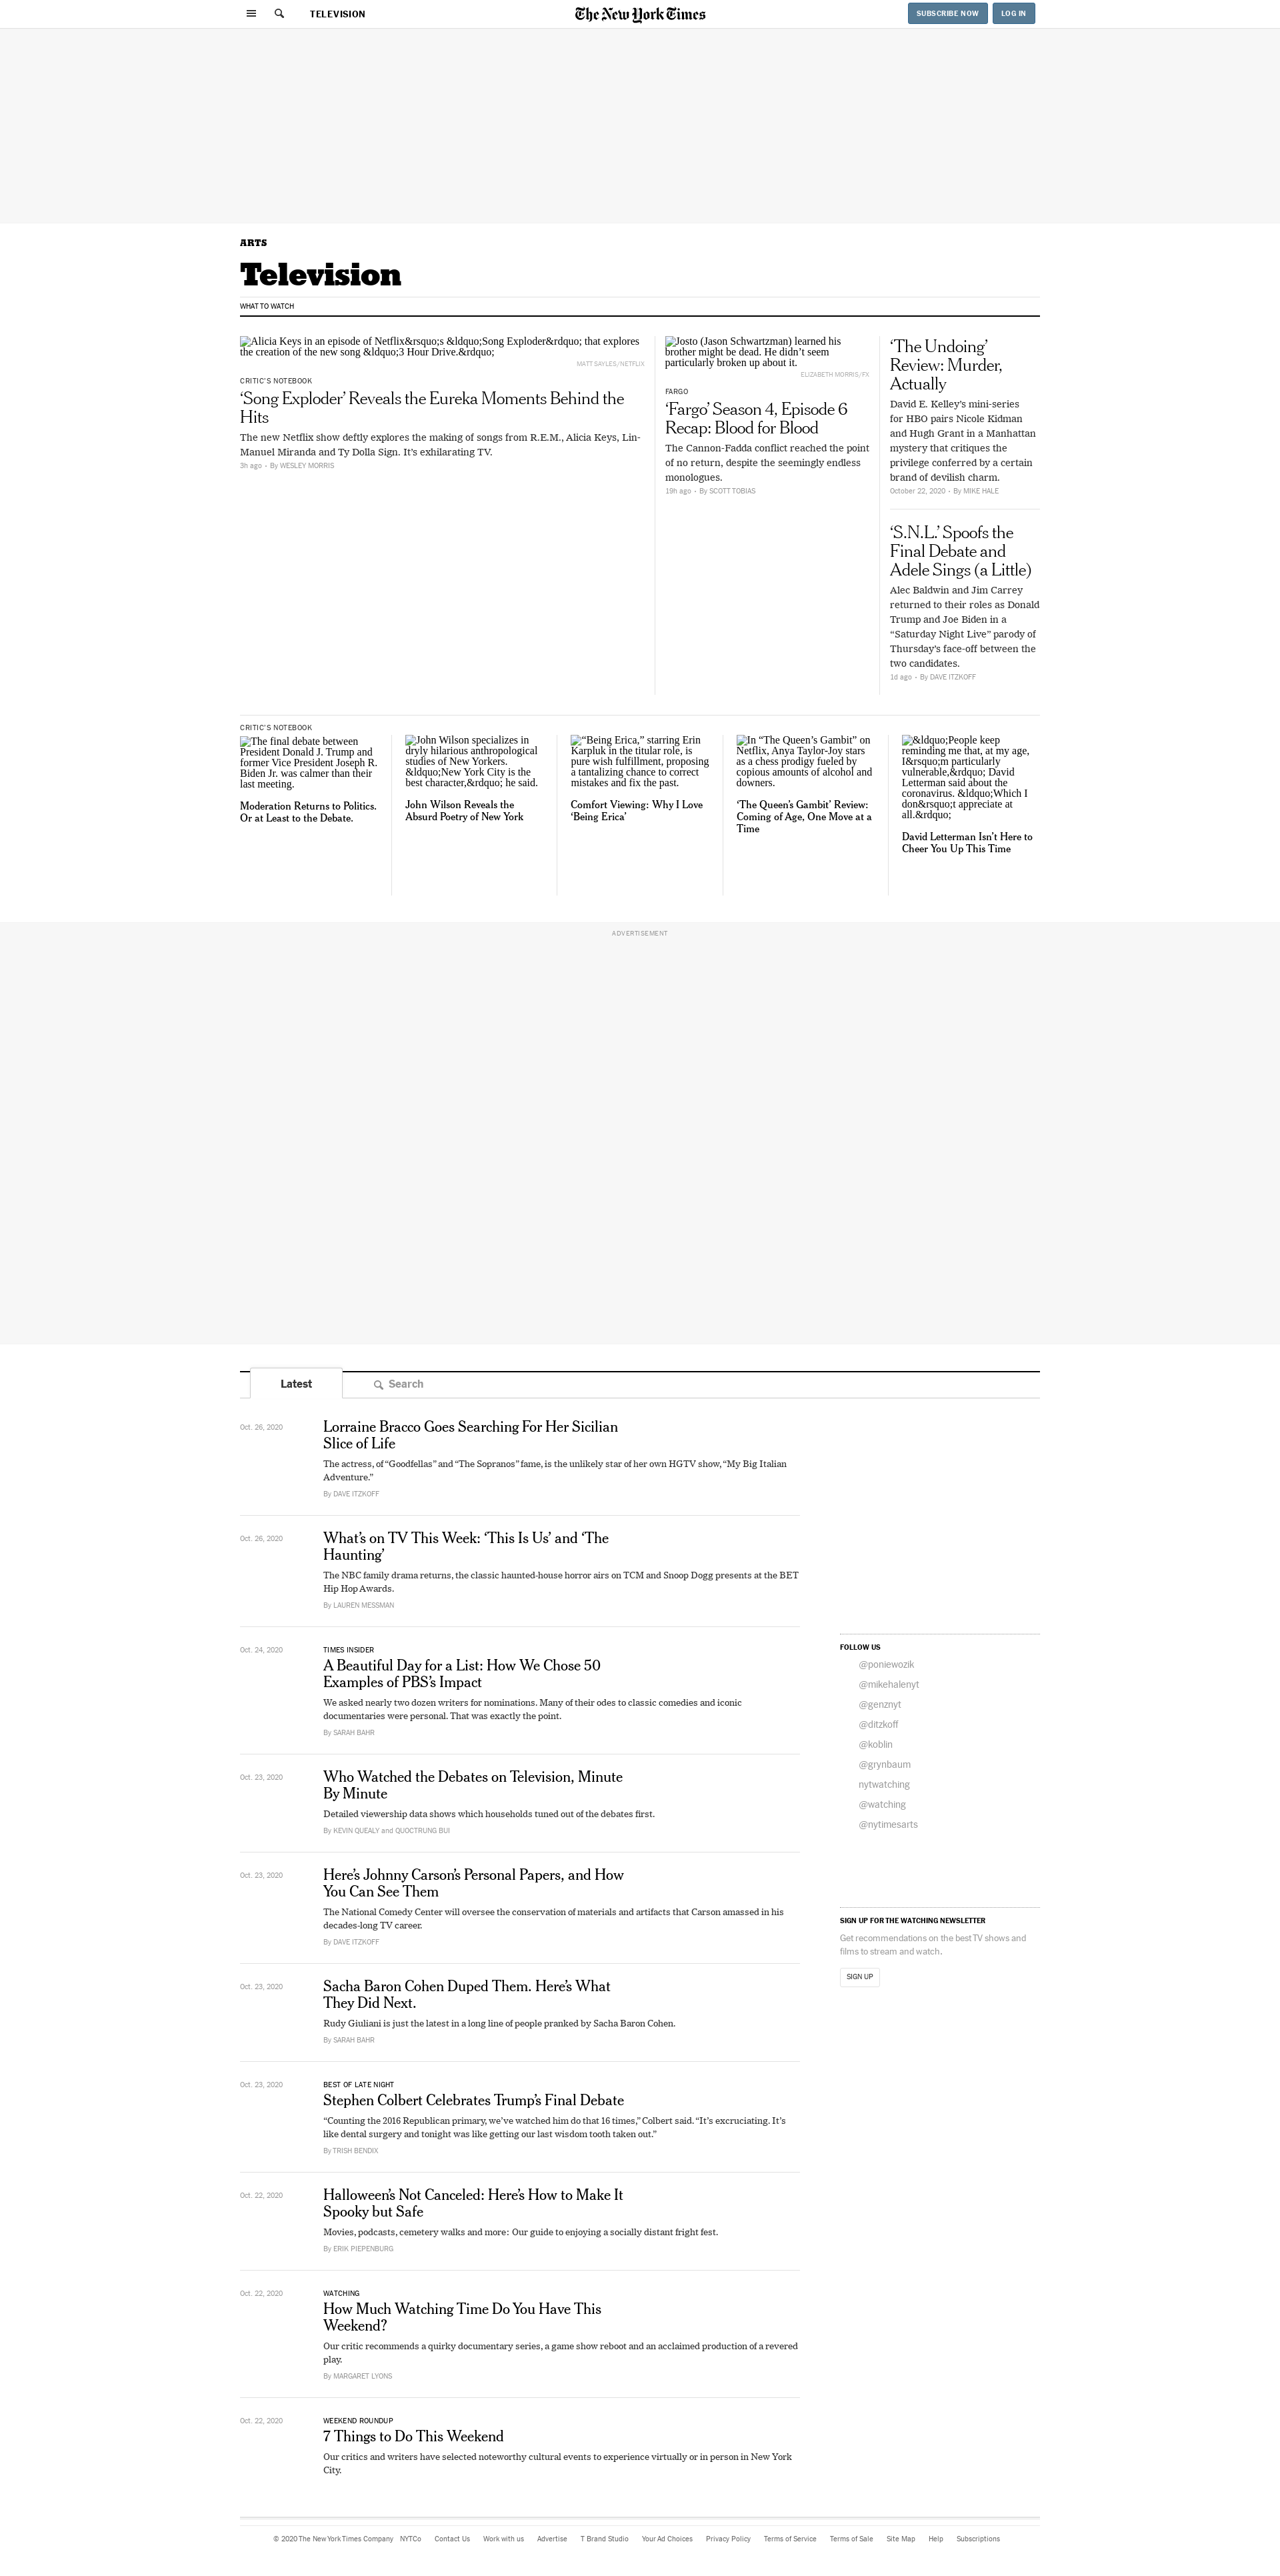 TELEVISION
The New York Times
SUBSCRIBE NOW
LOG IN
ARTS
Television
WHAT TO WATCH
Alicia Keys in an episode of Netflix&rsquo;s &ldquo;Song Exploder&rdquo; that explores
the creation of the new song &ldquo;3 Hour Drive.&rdquo;
MATT SAYLES/NETFLIX
CRITIC'S NOTEBOOK
‘Song Exploder’ Reveals the Eureka Moments Behind the
Hits
The new Netflix show deftly explores the making of songs from R.E.M., Alicia Keys, Lin-
Manuel Miranda and Ty Dolla Sign. It’s exhilarating TV.
3h ago - By WESLEY MORRIS
Josto (Jason Schwartzman) learned his
brother might be dead. He didn’t seem
particularly broken up about it.
ELIZABETH MORRIS/FX
FARGO
‘Fargo’ Season 4, Episode 6
Recap: Blood for Blood
The Cannon-Fadda conflict reached the point
of no return, despite the seemingly endless
monologues.
19h ago - By SCOTT TOBIAS
‘The Undoing’
Review: Murder,
Actually
David E. Kelley’s mini-series
for HBO pairs Nicole Kidman
and Hugh Grant in a Manhattan
mystery that critiques the
privilege conferred by a certain
brand of devilish charm.
October 22, 2020 - By MIKE HALE
‘S.N.L.’ Spoofs the
Final Debate and
Adele Sings (a Little)
Alec Baldwin and Jim Carrey
returned to their roles as Donald
Trump and Joe Biden in a
“Saturday Night Live” parody of
Thursday’s face-off between the
two candidates.
1d ago - By DAVE ITZKOFF
CRITIC'S NOTEBOOK
The final debate between
President Donald J. Trump and
former Vice President Joseph R.
Biden Jr. was calmer than their
last meeting.
Moderation Returns to Politics.
Or at Least to the Debate.
John Wilson specializes in
dryly hilarious anthropological
studies of New Yorkers.
&ldquo;New York City is the
best character,&rdquo; he said.
John Wilson Reveals the
Absurd Poetry of New York
“Being Erica,” starring Erin
Karpluk in the titular role, is
pure wish fulfillment, proposing
a tantalizing chance to correct
mistakes and fix the past.
Comfort Viewing: Why I Love
‘Being Erica’
In “The Queen’s Gambit” on
Netflix, Anya Taylor-Joy stars
as a chess prodigy fueled by
copious amounts of alcohol and
downers.
‘The Queen’s Gambit’ Review:
Coming of Age, One Move at a
Time
&ldquo;People keep
reminding me that, at my age,
I&rsquo;m particularly
vulnerable,&rdquo; David
Letterman said about the
coronavirus. &ldquo;Which I
don&rsquo;t appreciate at
all.&rdquo;
David Letterman Isn’t Here to
Cheer You Up This Time
ADVERTISEMENT
Latest
Search
Oct. 26, 2020
Lorraine Bracco Goes Searching For Her Sicilian
Slice of Life
The actress, of “Goodfellas” and “The Sopranos” fame, is the unlikely star of her own HGTV show, “My Big Italian
Adventure.”
By DAVE ITZKOFF
Oct. 26, 2020
What’s on TV This Week: ‘This Is Us’ and ‘The
Haunting’
The NBC family drama returns, the classic haunted-house horror airs on TCM and Snoop Dogg presents at the BET
Hip Hop Awards.
By LAUREN MESSMAN
Oct. 24, 2020
TIMES INSIDER
A Beautiful Day for a List: How We Chose 50
Examples of PBS’s Impact
We asked nearly two dozen writers for nominations. Many of their odes to classic comedies and iconic
documentaries were personal. That was exactly the point.
By SARAH BAHR
Oct. 23, 2020
Who Watched the Debates on Television, Minute
By Minute
Detailed viewership data shows which households tuned out of the debates first.
By KEVIN QUEALY and QUOCTRUNG BUI
Oct. 23, 2020
Here’s Johnny Carson’s Personal Papers, and How
You Can See Them
The National Comedy Center will oversee the conservation of materials and artifacts that Carson amassed in his
decades-long TV career.
By DAVE ITZKOFF
Oct. 23, 2020
Sacha Baron Cohen Duped Them. Here’s What
They Did Next.
Rudy Giuliani is just the latest in a long line of people pranked by Sacha Baron Cohen.
By SARAH BAHR
Oct. 23, 2020
BEST OF LATE NIGHT
Stephen Colbert Celebrates Trump’s Final Debate
“Counting the 2016 Republican primary, we’ve watched him do that 16 times,” Colbert said. “It’s excruciating. It’s
like dental surgery and tonight was like getting our last wisdom tooth taken out.”
By TRISH BENDIX
Oct. 22, 2020
Halloween’s Not Canceled: Here’s How to Make It
Spooky but Safe
Movies, podcasts, cemetery walks and more: Our guide to enjoying a socially distant fright fest.
By ERIK PIEPENBURG
Oct. 22, 2020
WATCHING
How Much Watching Time Do You Have This
Weekend?
Our critic recommends a quirky documentary series, a game show reboot and an acclaimed production of a revered
play.
By MARGARET LYONS
Oct. 22, 2020
WEEKEND ROUNDUP
7 Things to Do This Weekend
Our critics and writers have selected noteworthy cultural events to experience virtually or in person in New York
City.
FOLLOW US
@poniewozik
@mikehalenyt
@genznyt
@ditzkoff
@koblin
@grynbaum
nytwatching
@watching
@nytimesarts
SIGN UP FOR THE WATCHING NEWSLETTER
Get recommendations on the best TV shows and
films to stream and watch.
SIGN UP
© 2020 The New York Times Company NYTCo Contact Us Work with us Advertise T Brand Studio Your Ad Choices Privacy Policy Terms of Service Terms of Sale Site Map Help Subscriptions